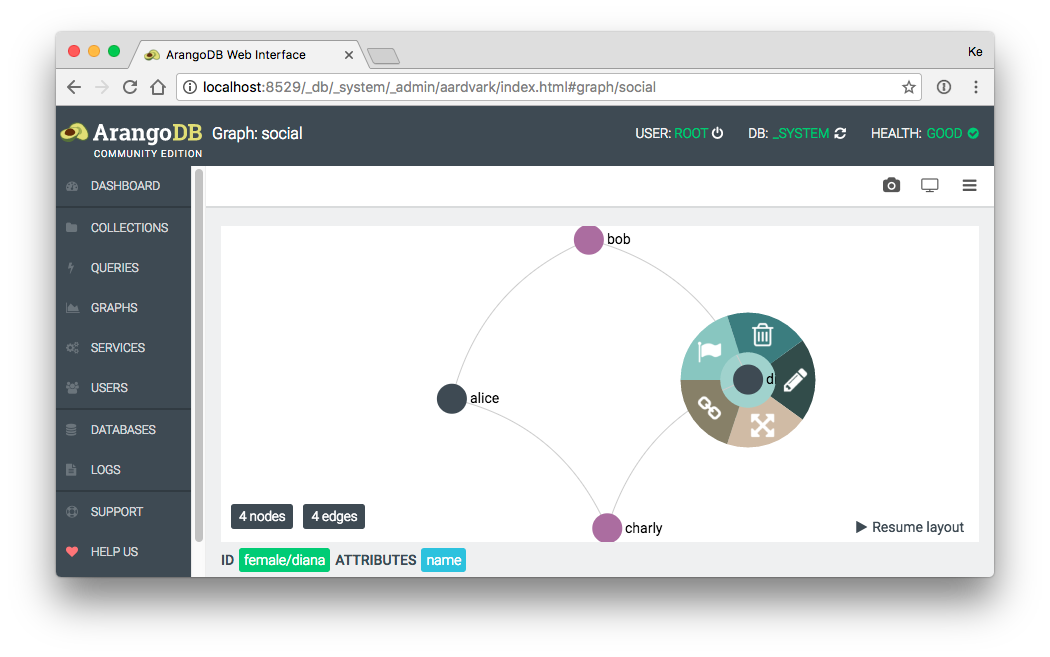 ArangoDB Web Interface
Ke
localhost:8529/_db/_system/_admin/aardvark/index.html#graph/social
ArangoDB
COMMUNITY EDITION
Graph: social
USER: ROOT
DB: _SYSTEM
HEALTH: GOOD
DASHBOARD
COLLECTIONS
QUERIES
GRAPHS
SERVICES
USERS
DATABASES
LOGS
SUPPORT
HELP US
bob
alice
charly
4 nodes
4 edges
Resume layout
ID female/diana ATTRIBUTES name